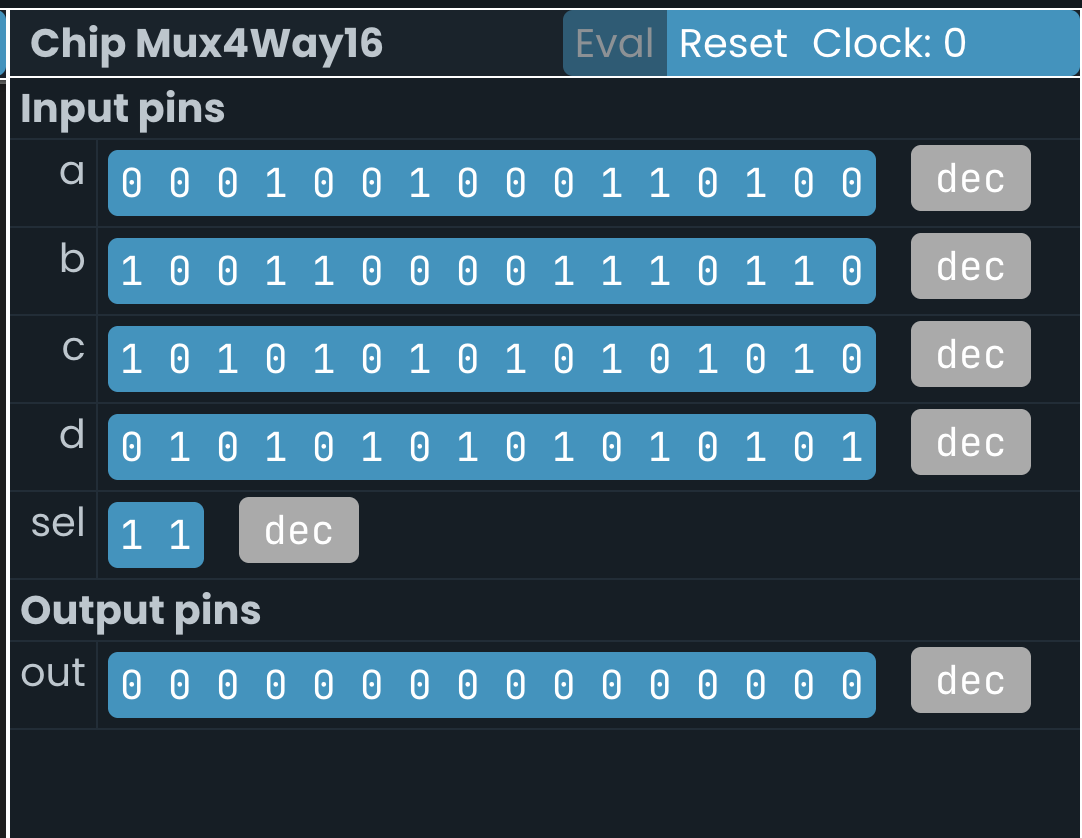 Chip Mux4Way16 Eval Reset Clock: 0
Input pins
a 0 0 0 1 0 0 1 0 0 0 1 1 0 1 0 0 dec
b 1 0 0 1 1 0 0 0 0 1 1 1 0 1 1 0 dec
c 1 0 1 0 1 0 1 0 1 0 1 0 1 0 1 0 dec
d 0 1 0 1 0 1 0 1 0 1 0 1 0 1 0 1 dec
sel 1 1 dec
Output pins
out 0 0 0 0 0 0 0 0 0 0 0 0 0 0 0 0 dec